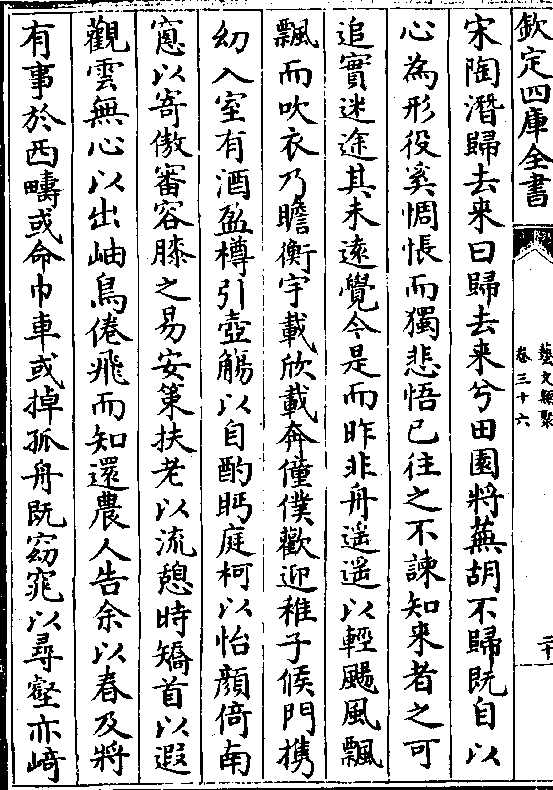 欽定四庫全書
藝文類聚
卷三十六
二十
宋陶潛歸去來曰歸去来兮田園將蕪胡不歸既自以
心為形役奚惆悵而獨悲悟已往之不諫知来者之可
追實迷途其未逺覺今是而昨非舟遥遥以輕颺風飄
飄而吹衣乃瞻衡宇載欣載奔僮僕歡迎稚子候門携
幼入室有酒盈樽引壺觴以自酌眄庭柯以怡顔倚南
窻以寄傲審容膝之易安策扶老以流憩時矯首以遐
觀雲無心以出岫鳥倦飛而知還農人告余以春及將
有事於西疇或命巾車或掉孤舟既窈窕以尋壑亦崎